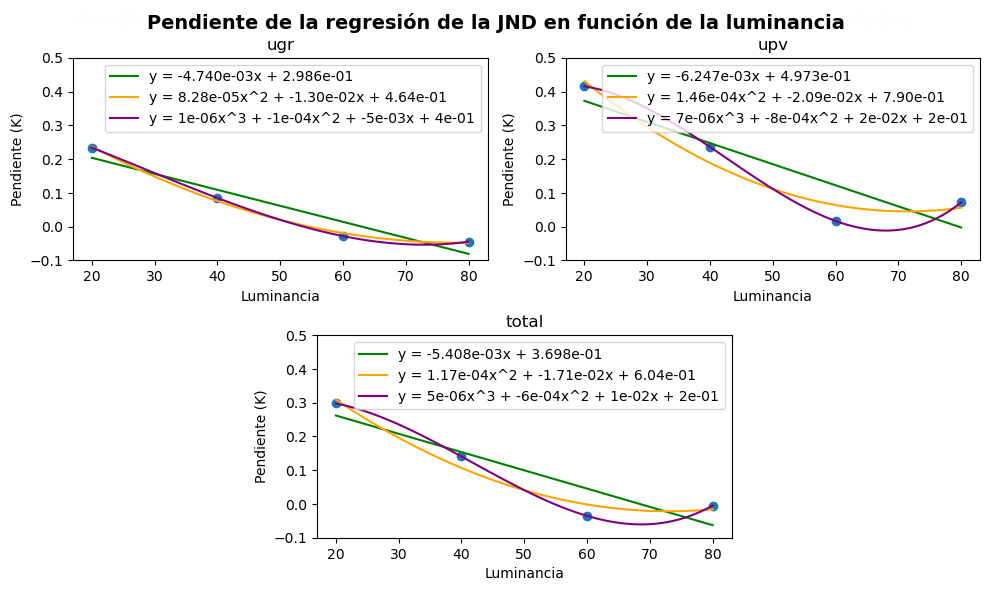 Pendiente de la regresión de la JND en función de la luminancia
ugr
0.5
0.4
0.3
0.2
0.1
0.0
−0.1
Pendiente (K)
y = -4.740e-03x + 2.986e-01
y = 8.28e-05x^2 + -1.30e-02x + 4.64e-01
y = 1e-06x^3 + -1e-04x^2 + -5e-03x + 4e-01
20 30 40 50 60 70 80
Luminancia
upv
0.5
0.4
0.3
0.2
0.1
0.0
−0.1
Pendiente (K)
y = -6.247e-03x + 4.973e-01
y = 1.46e-04x^2 + -2.09e-02x + 7.90e-01
y = 7e-06x^3 + -8e-04x^2 + 2e-02x + 2e-01
20 30 40 50 60 70 80
Luminancia
total
0.5
0.4
0.3
0.2
0.1
0.0
−0.1
Pendiente (K)
y = -5.408e-03x + 3.698e-01
y = 1.17e-04x^2 + -1.71e-02x + 6.04e-01
y = 5e-06x^3 + -6e-04x^2 + 1e-02x + 2e-01
20 30 40 50 60 70 80
Luminancia